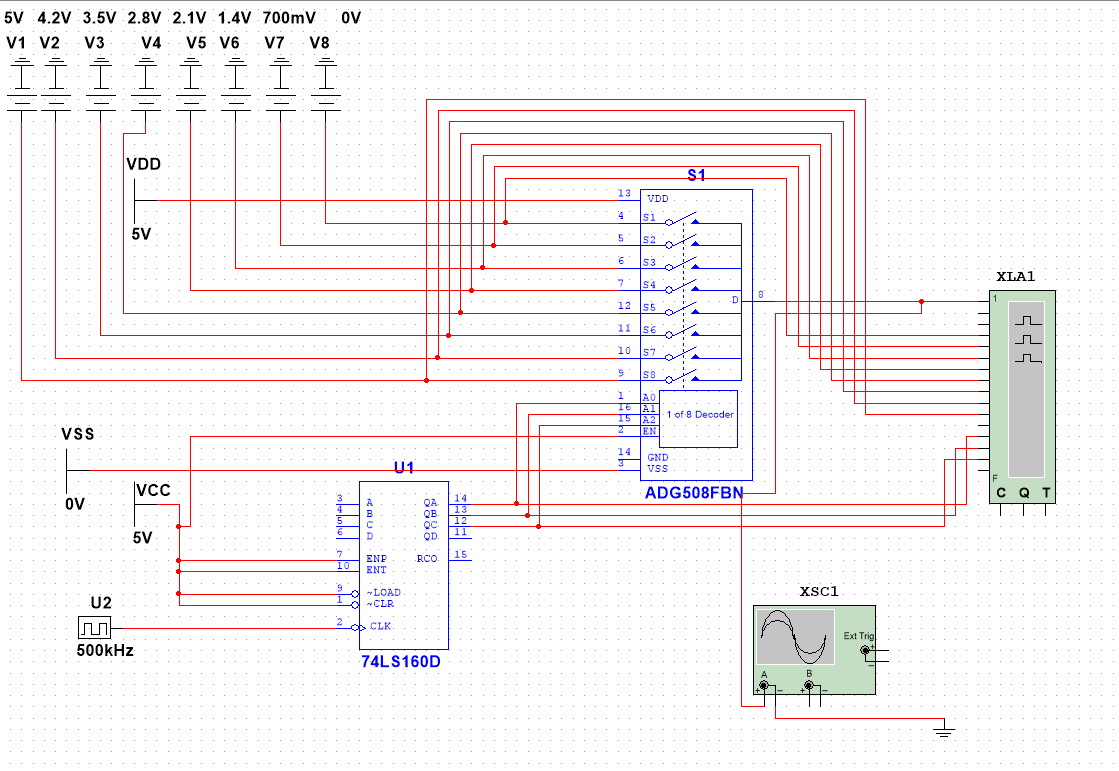 5V 4.2V 3.5V 2.8V 2.1V 1.4V 700mV 0V
V1 V2 V3 V4 V5 V6 V7 V8
VDD
5V
S1
13 VDD
4 S1
5 S2
6 S3
7 S4
12 S5
11 S6
10 S7
9 S8
D 8
1 A0
16 A1
15 A2
2 EN
1 of 8 Decoder
14 GND
3 VSS
ADG508FBN
XLA1
1
F
C Q T
VSS
0V
VCC
5V
U1
3 A QA 14
4 B QB 13
5 C QC 12
6 D QD 11
7 ENP RCO 15
10 ENT
9 ~LOAD
1 ~CLR
2 CLK
74LS160D
U2
500kHz
XSC1
Ext Trig
+
−
A B
+ − + −